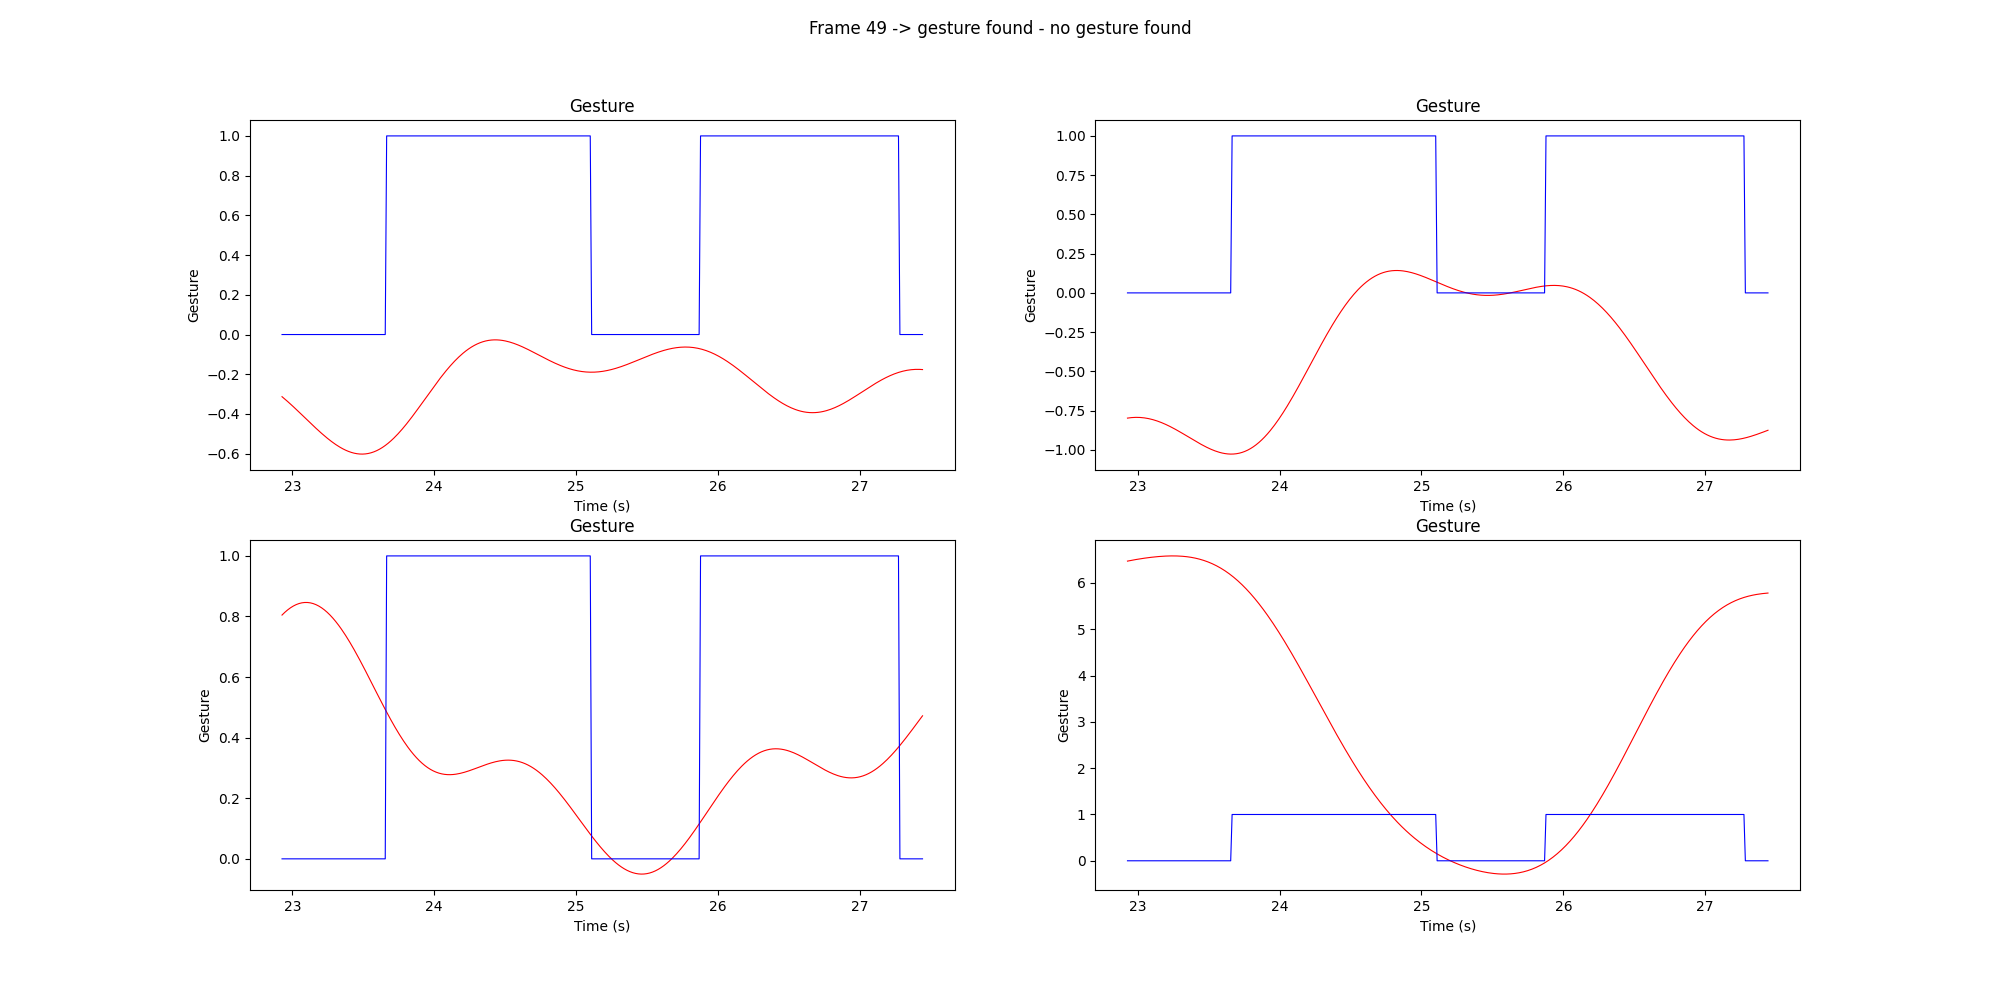 Frame 49 -> gesture found - no gesture found
Gesture
1.0
0.8
0.6
0.4
0.2
0.0
−0.2
−0.4
−0.6
Gesture
23 24 25 26 27
Time (s)
Gesture
1.00
0.75
0.50
0.25
0.00
−0.25
−0.50
−0.75
−1.00
Gesture
23 24 25 26 27
Time (s)
Gesture
1.0
0.8
0.6
0.4
0.2
0.0
Gesture
23 24 25 26 27
Time (s)
Gesture
6
5
4
3
2
1
0
Gesture
23 24 25 26 27
Time (s)